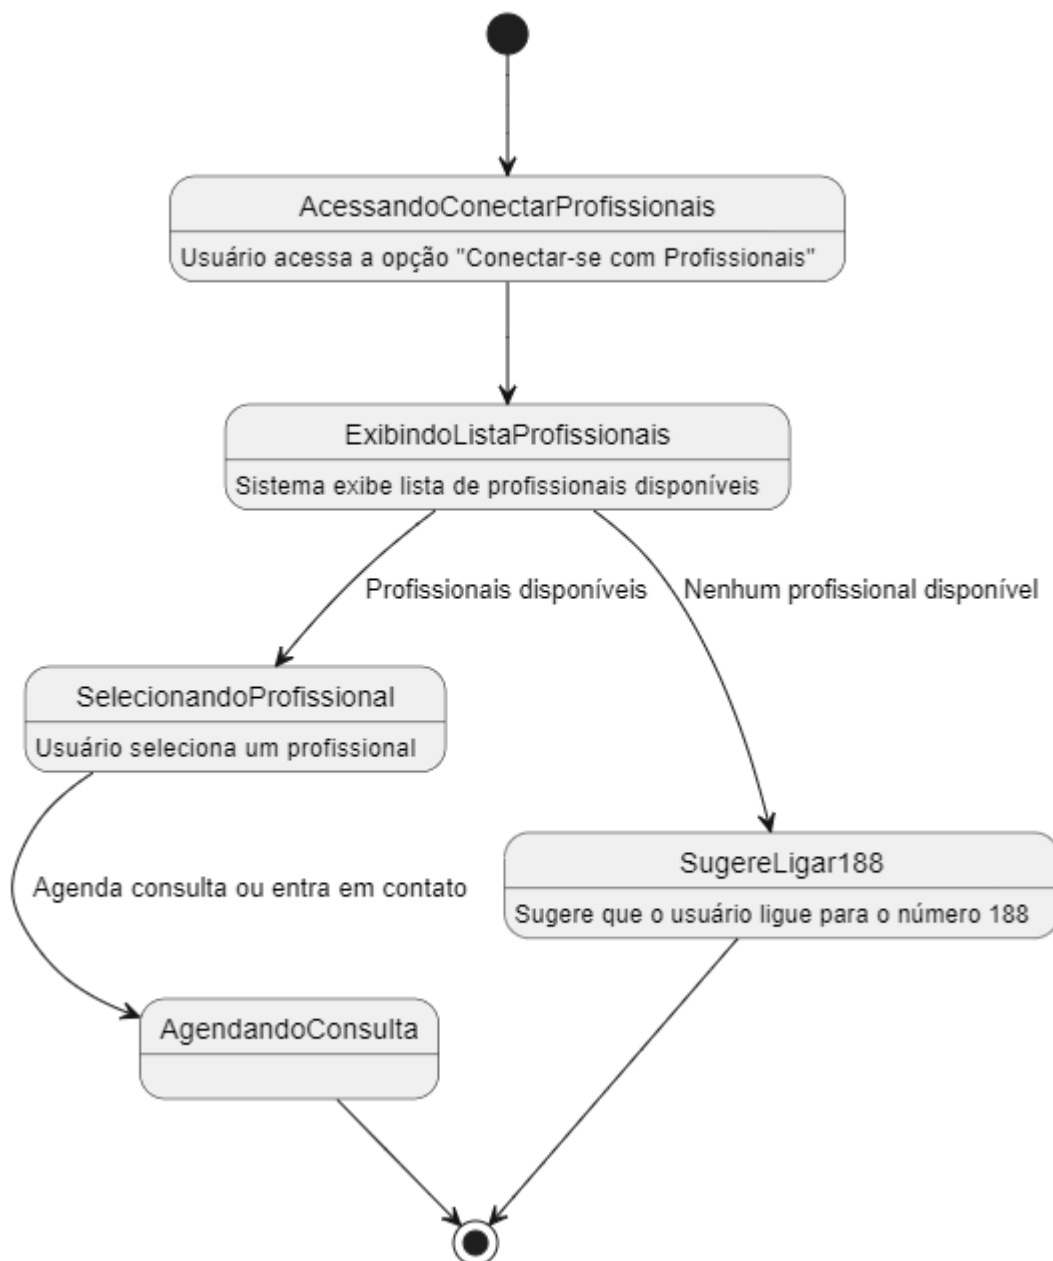 AcessandoConectarProfissionais
Usuário acessa a opção "Conectar-se com Profissionais"
ExibindoListaProfissionais
Sistema exibe lista de profissionais disponíveis
Profissionais disponíveis
Nenhum profissional disponível
SelecionandoProfissional
Usuário seleciona um profissional
SugereLigar188
Sugere que o usuário ligue para o número 188
Agenda consulta ou entra em contato
AgendandoConsulta